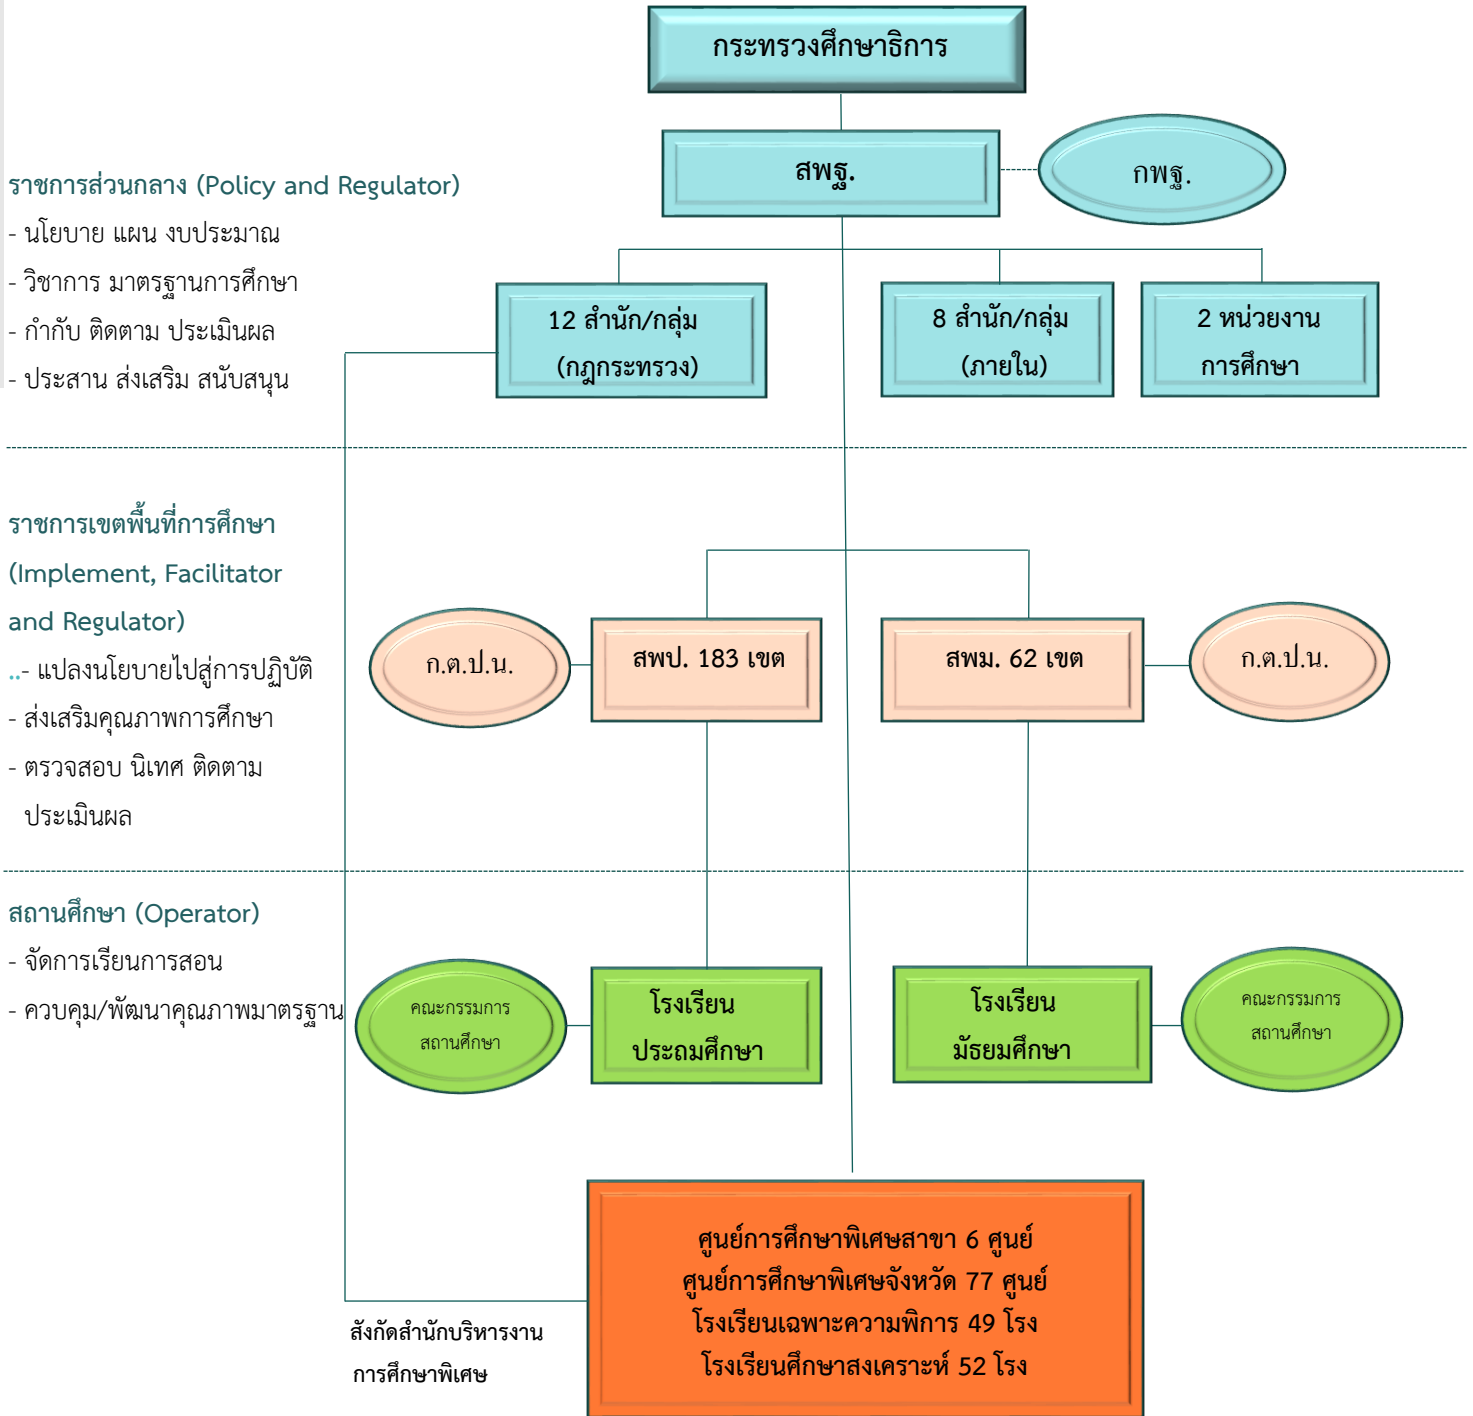 กระทรวงศึกษาธิการ
สพฐ.
กพฐ.
ราชการส่วนกลาง (Policy and Regulator)
- นโยบาย แผน งบประมาณ
- วิชาการ มาตรฐานการศึกษา
- กำกับ ติดตาม ประเมินผล
- ประสาน ส่งเสริม สนับสนุน
12 สำนัก/กลุ่ม
(กฎกระทรวง)
8 สำนัก/กลุ่ม
(ภายใน)
2 หน่วยงาน
การศึกษา
ราชการเขตพื้นที่การศึกษา
(Implement, Facilitator
and Regulator)
..- แปลงนโยบายไปสู่การปฏิบัติ
- ส่งเสริมคุณภาพการศึกษา
- ตรวจสอบ นิเทศ ติดตาม
ประเมินผล
ก.ต.ป.น.
สพป. 183 เขต
สพม. 62 เขต
ก.ต.ป.น.
สถานศึกษา (Operator)
- จัดการเรียนการสอน
- ควบคุม/พัฒนาคุณภาพมาตรฐาน
คณะกรรมการ
สถานศึกษา
โรงเรียน
ประถมศึกษา
โรงเรียน
มัธยมศึกษา
คณะกรรมการ
สถานศึกษา
ศูนย์การศึกษาพิเศษสาขา 6 ศูนย์
ศูนย์การศึกษาพิเศษจังหวัด 77 ศูนย์
โรงเรียนเฉพาะความพิการ 49 โรง
โรงเรียนศึกษาสงเคราะห์ 52 โรง
สังกัดสำนักบริหารงาน
การศึกษาพิเศษ